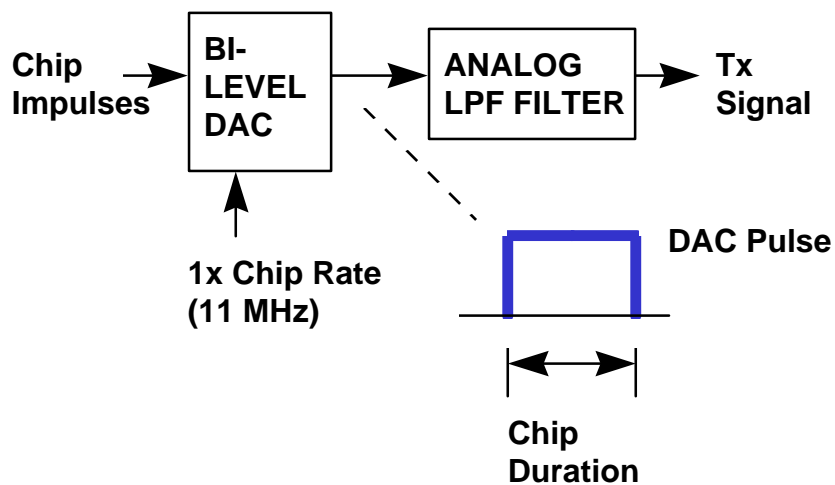 Chip
Impulses
BI-
LEVEL
DAC
ANALOG
LPF FILTER
Tx
Signal
1x Chip Rate
(11 MHz)
DAC Pulse
Chip
Duration